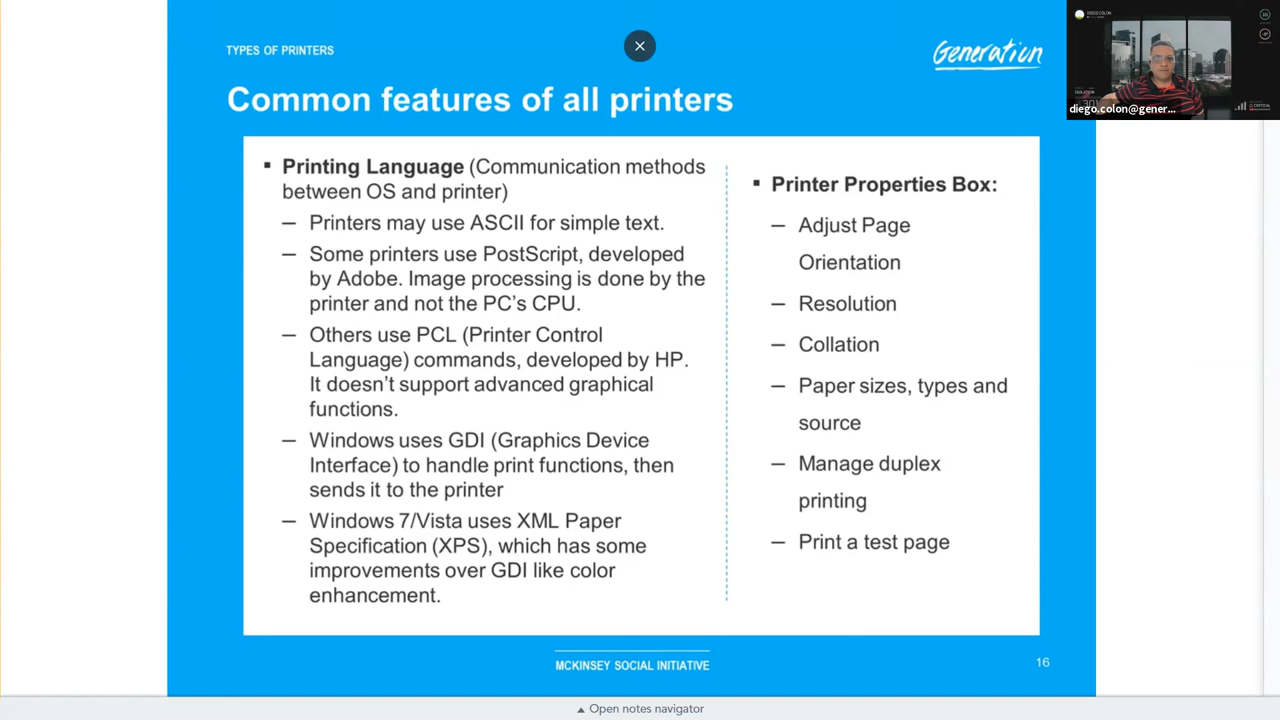 TYPES OF PRINTERS
Generation
DIEGO COLON
diego.colon@gener...
CRITICAL
Common features of all printers
▪ Printing Language (Communication methods
between OS and printer)
– Printers may use ASCII for simple text.
– Some printers use PostScript, developed
by Adobe. Image processing is done by the
printer and not the PC's CPU.
– Others use PCL (Printer Control
Language) commands, developed by HP.
It doesn't support advanced graphical
functions.
– Windows uses GDI (Graphics Device
Interface) to handle print functions, then
sends it to the printer
– Windows 7/Vista uses XML Paper
Specification (XPS), which has some
improvements over GDI like color
enhancement.
▪ Printer Properties Box:
– Adjust Page
Orientation
– Resolution
– Collation
– Paper sizes, types and
source
– Manage duplex
printing
– Print a test page
MCKINSEY SOCIAL INITIATIVE
16
▲ Open notes navigator